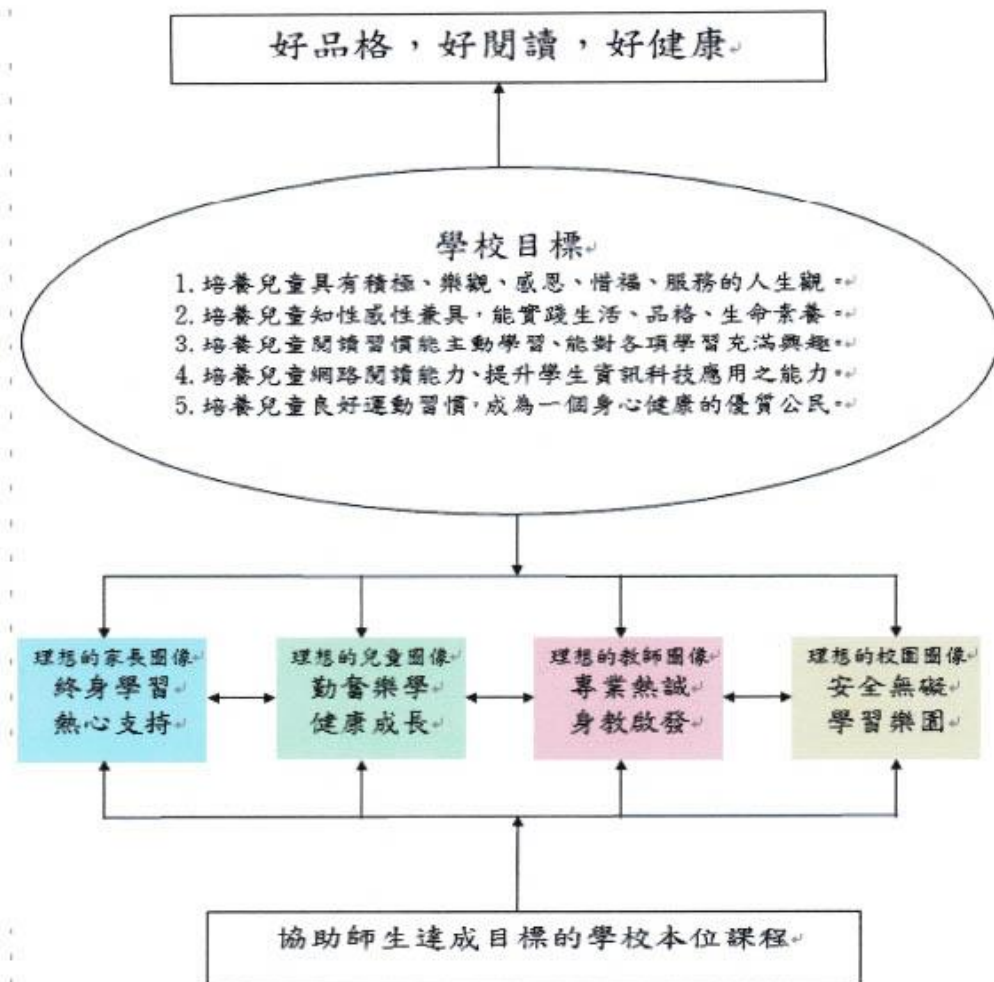 好品格，好閱讀，好健康
學校目標
1. 培養兒童具有積極、樂觀、感恩、惜福、服務的人生觀。
2. 培養兒童知性感性兼具，能實踐生活、品格、生命素養
3. 培養兒童閱讀習慣能主動學習、能對各項學習充滿興趣。
4. 培養兒童網路閱讀能力、提升學生資訊科技應用之能力。
5. 培養兒童良好運動習慣，成為一個身心健康的優質公民。
理想的家長圖像
終身學習
熱心支持
理想的兒童圖像
勤奮樂學
健康成長
理想的教師圖像
專業熱誠
身教啟發
理想的校園圖像
安全無礙
學習樂園
協助師生達成目標的學校本位課程